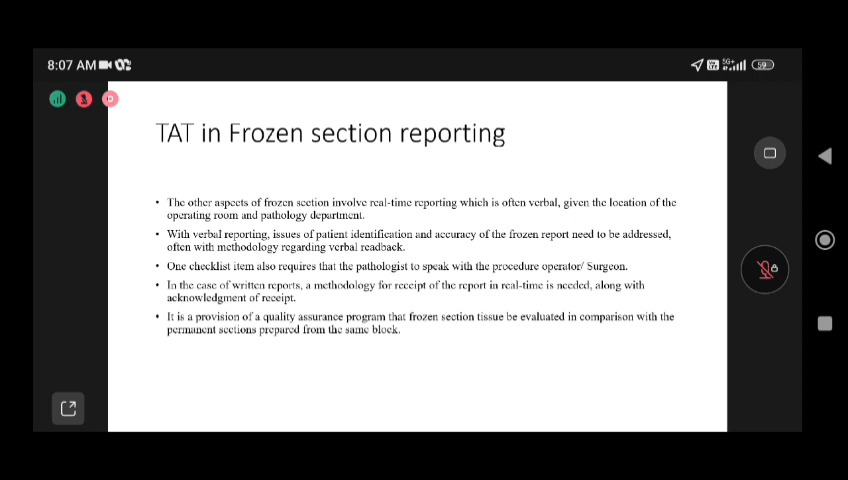 8:07 AM
5G+
59
TAT in Frozen section reporting
• The other aspects of frozen section involve real-time reporting which is often verbal, given the location of the
operating room and pathology department.
• With verbal reporting, issues of patient identification and accuracy of the frozen report need to be addressed,
often with methodology regarding verbal readback.
• One checklist item also requires that the pathologist to speak with the procedure operator/ Surgeon.
• In the case of written reports, a methodology for receipt of the report in real-time is needed, along with
acknowledgment of receipt.
• It is a provision of a quality assurance program that frozen section tissue be evaluated in comparison with the
permanent sections prepared from the same block.